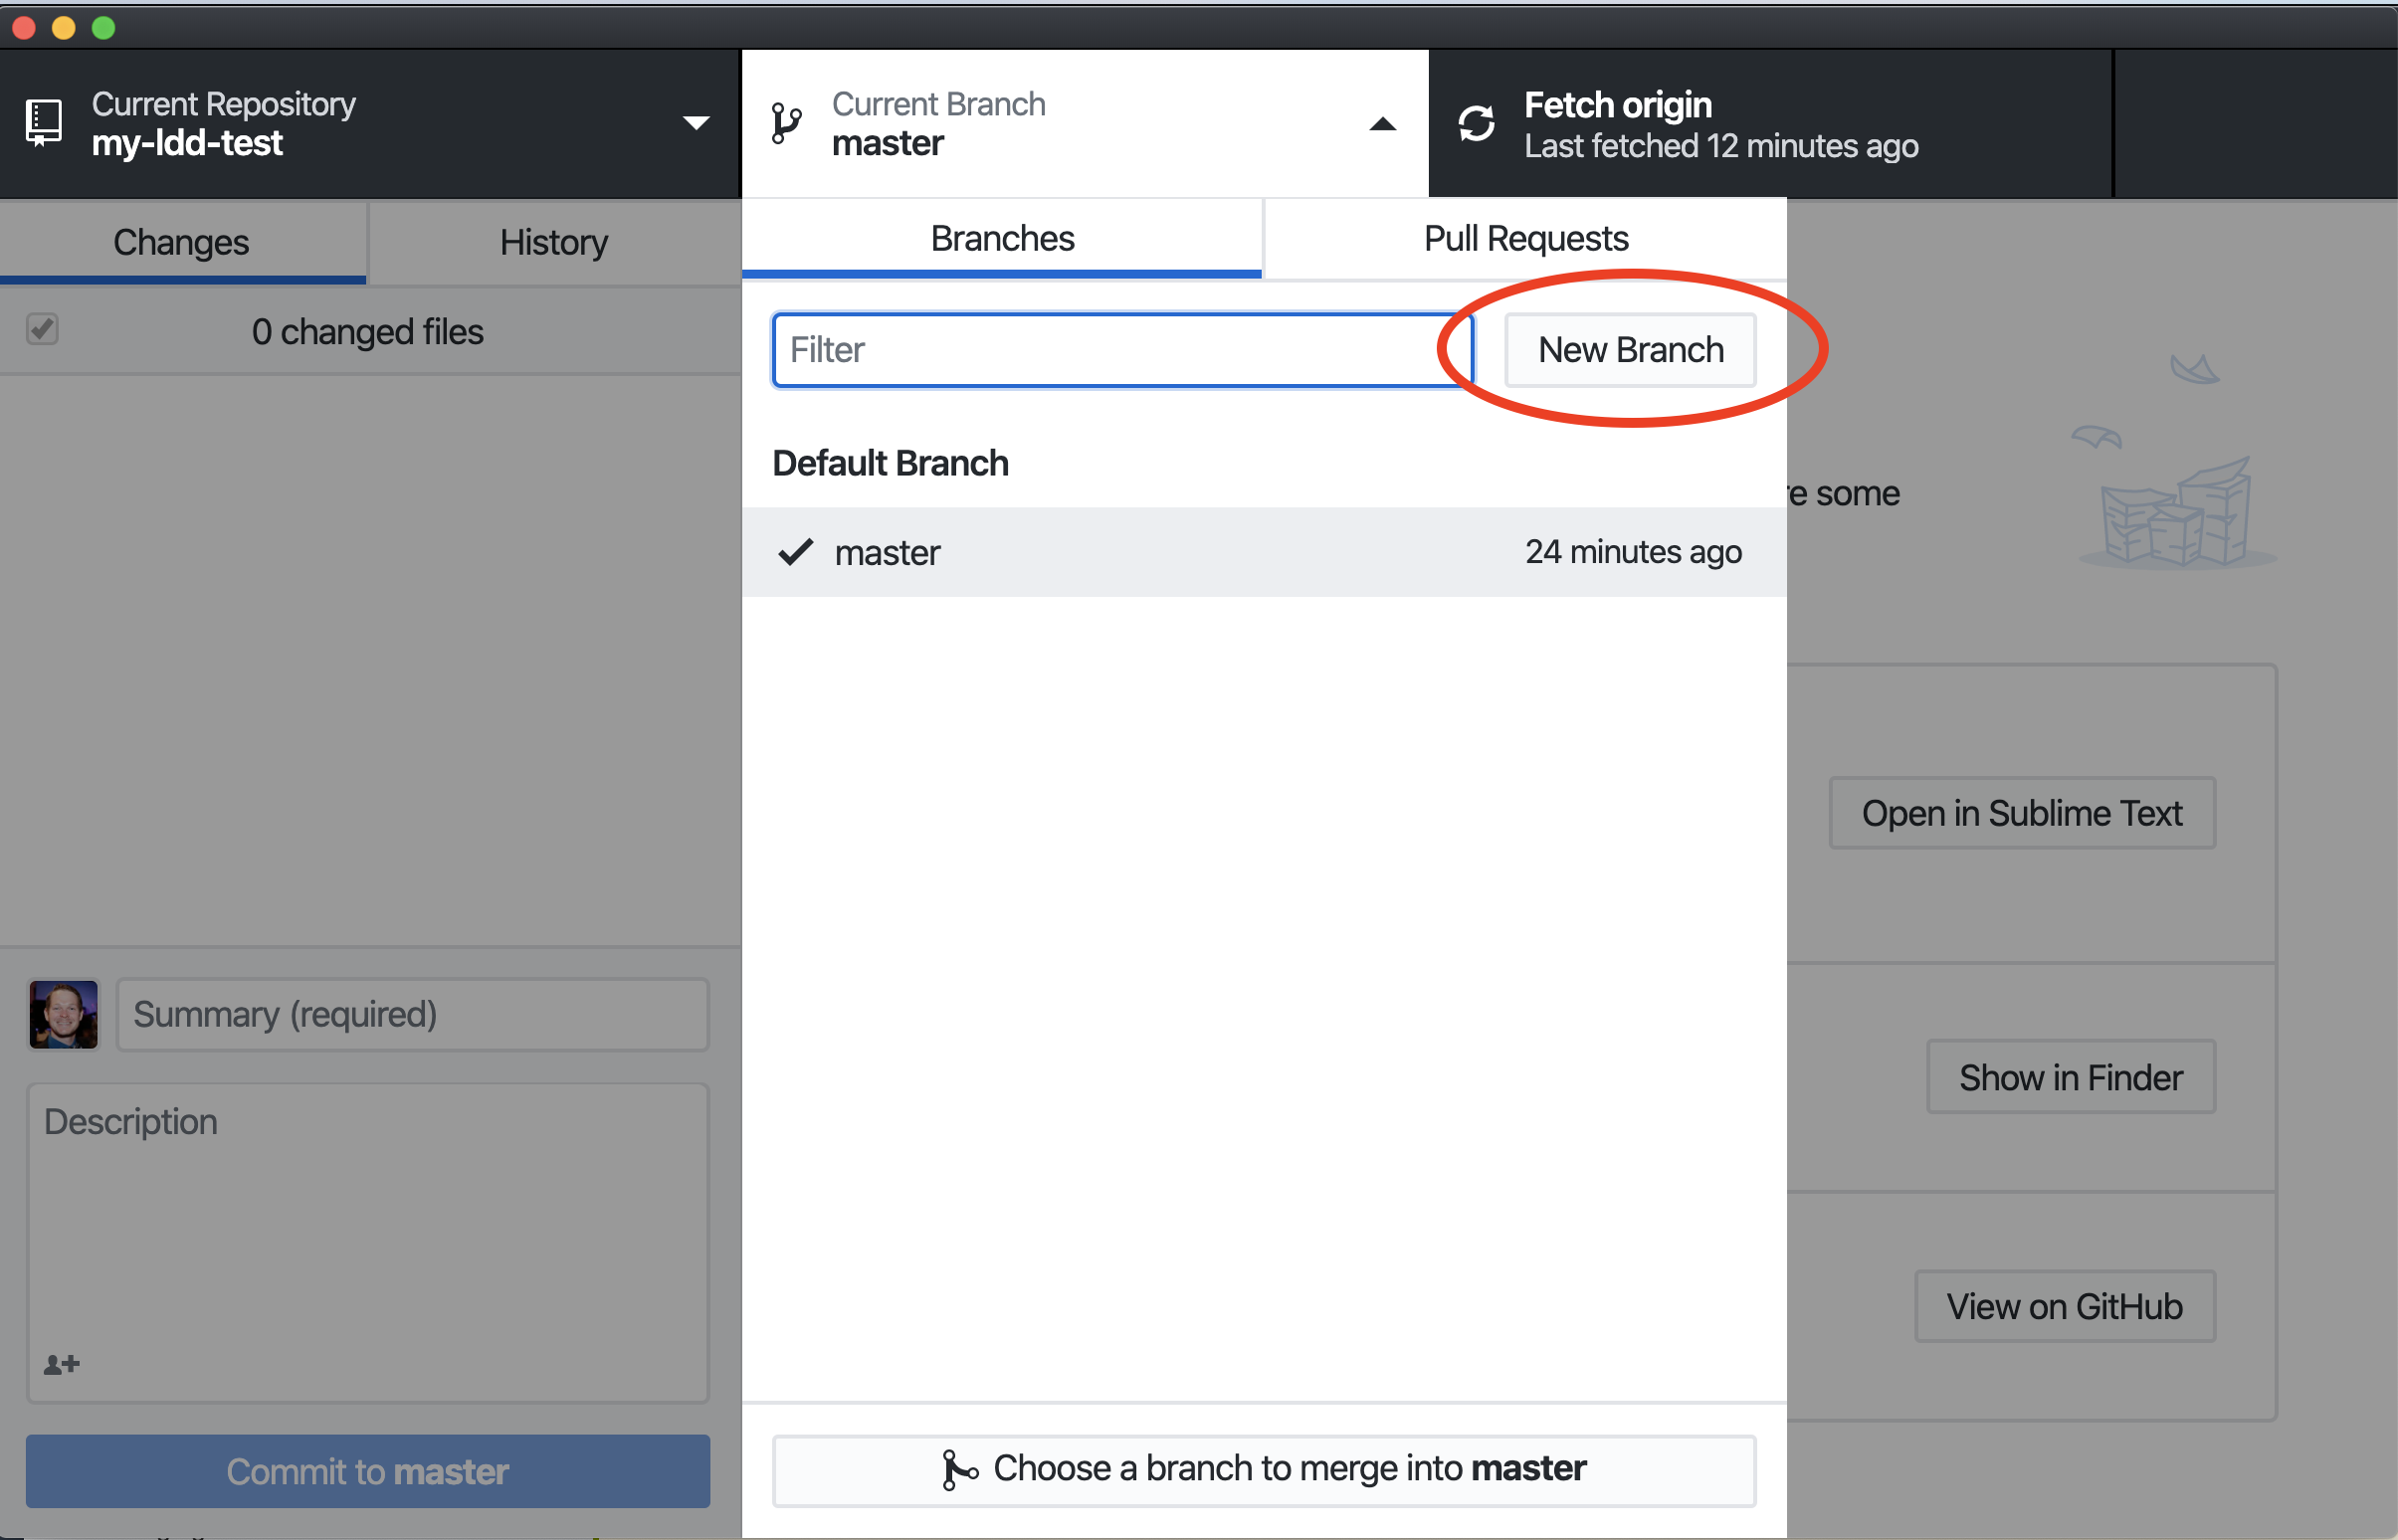 Current Repository
my-ldd-test
Current Branch
master
Fetch origin
Last fetched 12 minutes ago
Changes
History
Branches
Pull Requests
0 changed files
Filter
New Branch
Default Branch
master
24 minutes ago
re some
Open in Sublime Text
Show in Finder
View on GitHub
Summary (required)
Description
Commit to master
Choose a branch to merge into master